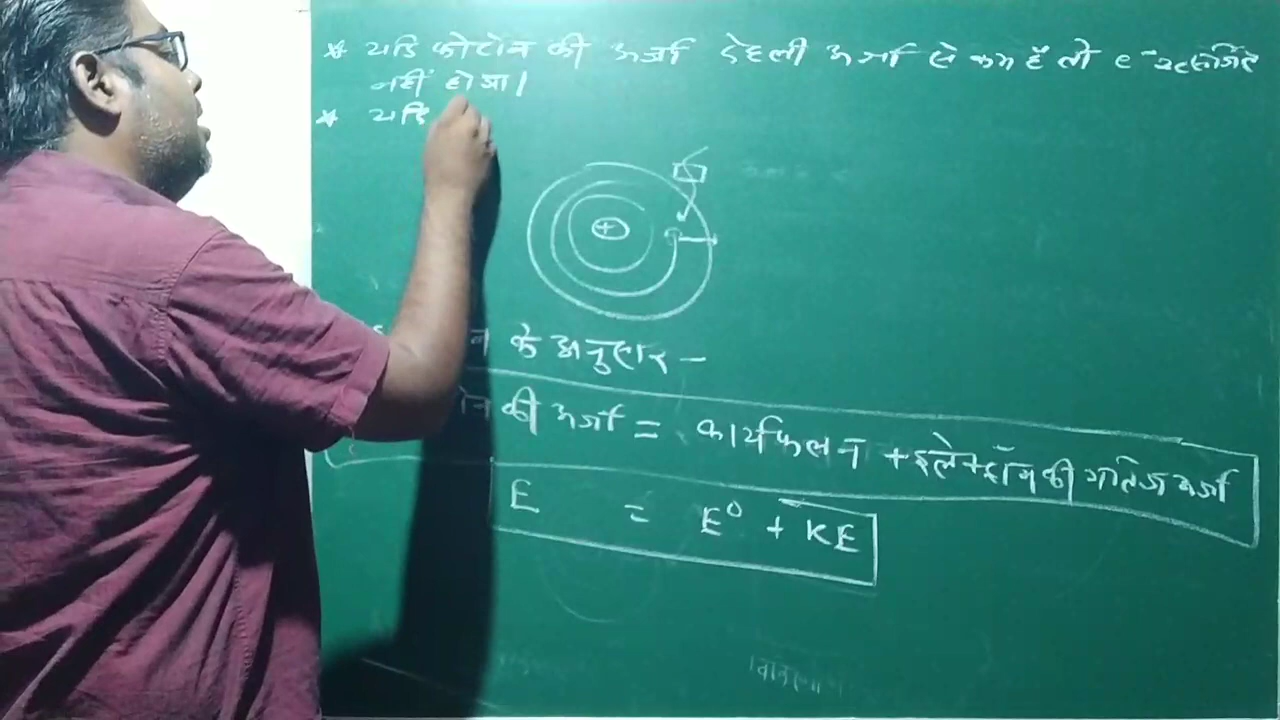 * यदि फोटोन की ऊर्जा देहली ऊर्जा से कम हैं तो e⁻ उत्सर्जित
नहीं होगा।
* यदि
+
के अनुसार -
की ऊर्जा = कार्यफलन + इलेक्ट्रॉन की गतिज ऊर्जा
E = E⁰ + KE